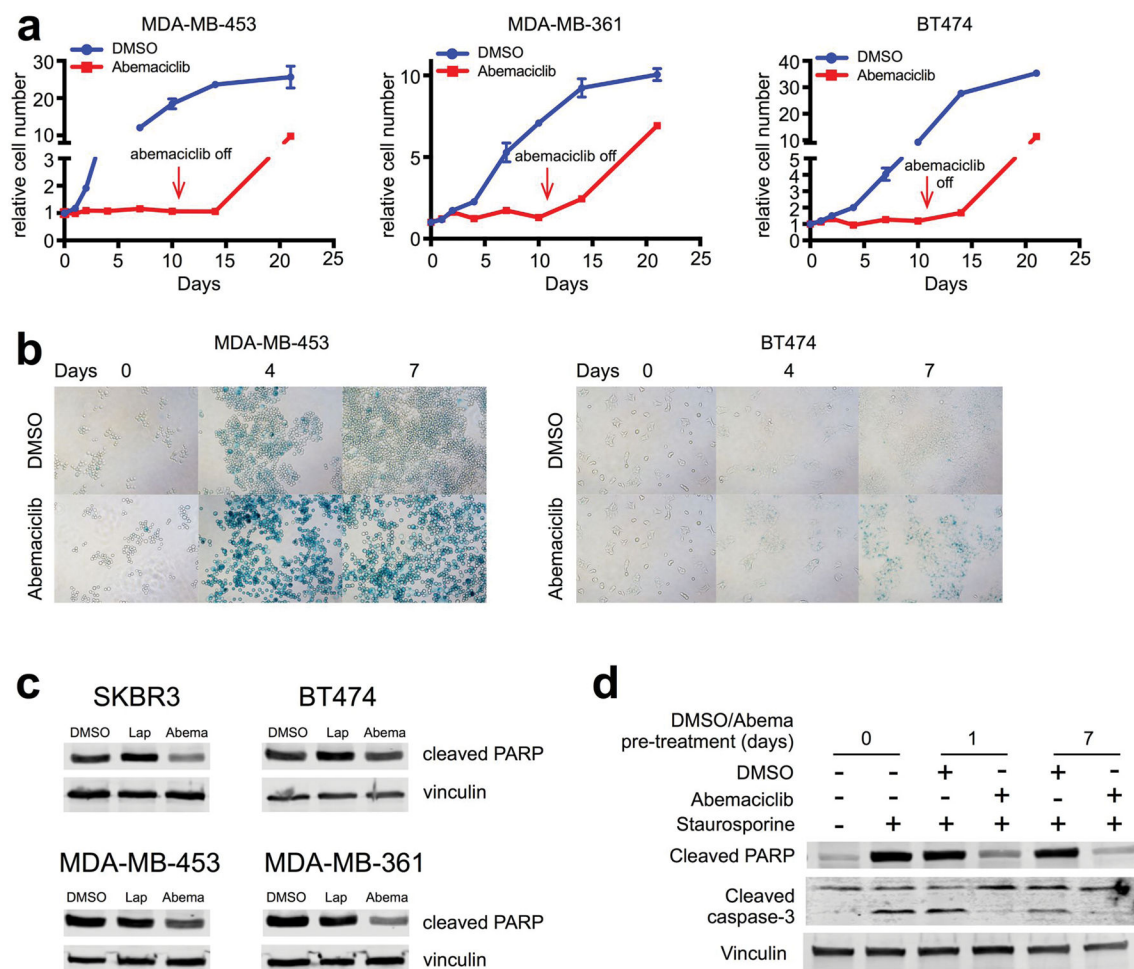 a
MDA-MB-453
DMSO
Abemaciclib
relative cell number
30
20
10
3
2
1
0
abemaciclib off
0 5 10 15 20 25
Days
MDA-MB-361
DMSO
Abemaciclib
relative cell number
10
5
0
abemaciclib off
0 5 10 15 20 25
Days
BT474
DMSO
Abemaciclib
relative cell number
40
30
20
10
5
4
3
2
1
0
abemaciclib
off
0 5 10 15 20 25
Days
b
MDA-MB-453
Days 0 4 7
DMSO
Abemaciclib
BT474
Days 0 4 7
DMSO
Abemaciclib
c
SKBR3
DMSO Lap Abema
BT474
DMSO Lap Abema
cleaved PARP
vinculin
MDA-MB-453
DMSO Lap Abema
MDA-MB-361
DMSO Lap Abema
cleaved PARP
vinculin
d
DMSO/Abema
pre-treatment (days) 0 1 7
DMSO - - + - + -
Abemaciclib - - - + - +
Staurosporine - + + + + +
Cleaved PARP
Cleaved
caspase-3
Vinculin